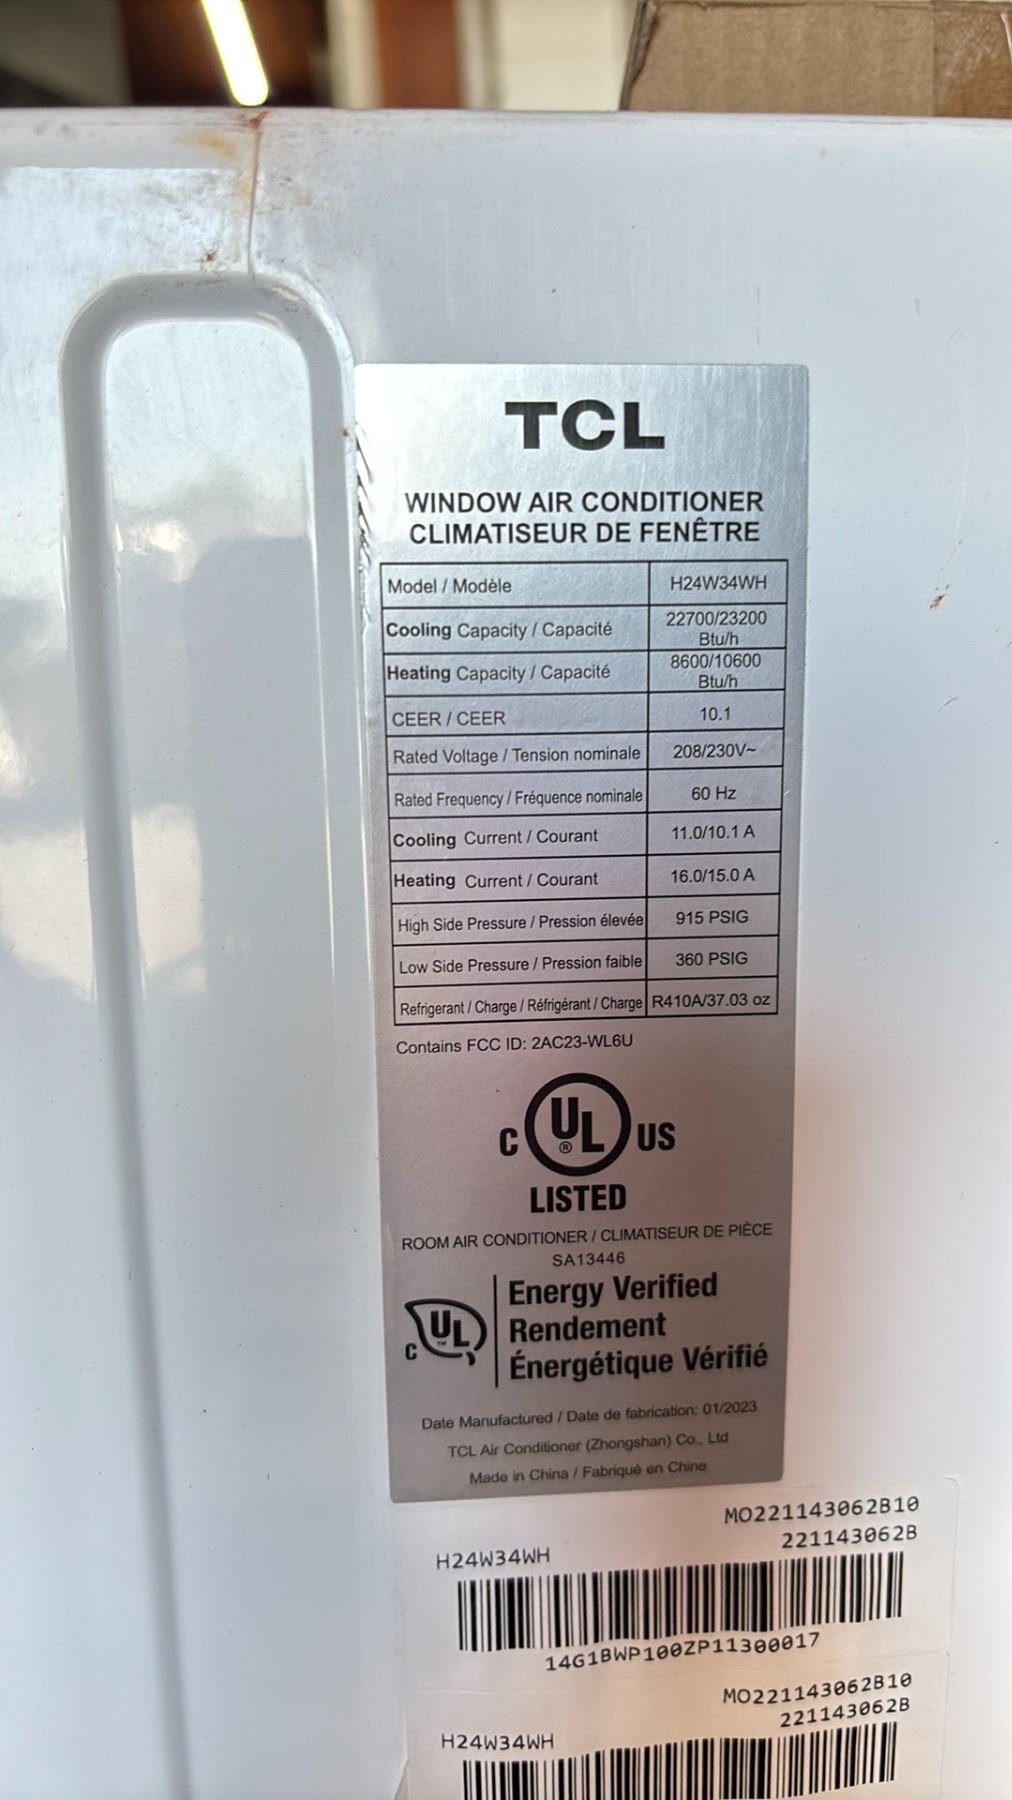 TCL
WINDOW AIR CONDITIONER
CLIMATISEUR DE FENÊTRE
Model / Modèle H24W34WH
Cooling Capacity / Capacité 22700/23200 Btu/h
Heating Capacity / Capacité 8600/10600 Btu/h
CEER / CEER 10.1
Rated Voltage / Tension nominale 208/230V~
Rated Frequency / Fréquence nominale 60 Hz
Cooling Current / Courant 11.0/10.1 A
Heating Current / Courant 16.0/15.0 A
High Side Pressure / Pression élevée 915 PSIG
Low Side Pressure / Pression faible 360 PSIG
Refrigerant / Charge / Réfrigérant / Charge R410A/37.03 oz
Contains FCC ID: 2AC23-WL6U
C UL ® US
LISTED
ROOM AIR CONDITIONER / CLIMATISEUR DE PIÈCE
SA13446
C UL ™
Energy Verified
Rendement
Énergétique Vérifié
Date Manufactured / Date de fabrication: 01/2023
TCL Air Conditioner (Zhongshan) Co., Ltd
Made in China / Fabriqué en Chine
MO221143062B10
221143062B
H24W34WH
14G1BWP100ZP11300017
MO221143062B10
221143062B
H24W34WH